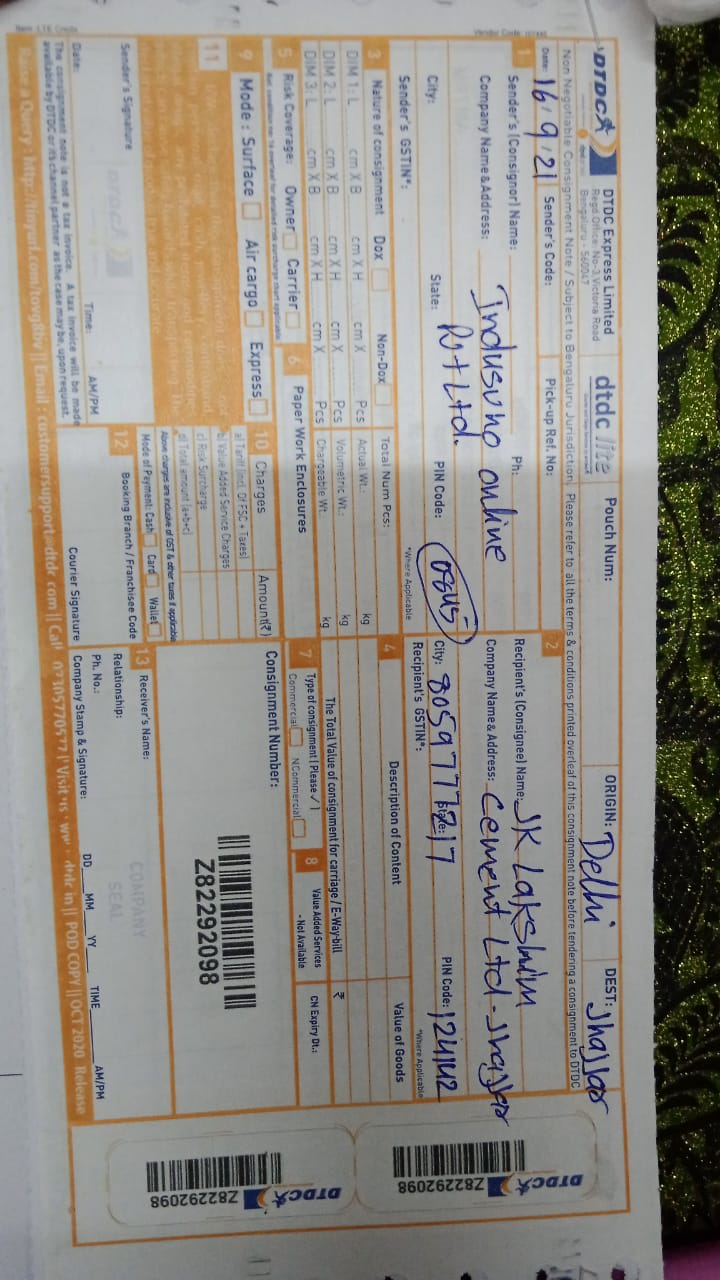 DTDC
DTDC Express Limited
Regd. Office: No-3, Victoria Road
Bengaluru - 560047
dtdc lite
Pouch Num:
ORIGIN: Delhi
DEST: Jhajjar
Non Negotiable Consignment Note / Subject to Bengaluru Jurisdiction. Please refer to all the terms & conditions printed overleaf of this consignment note before tendering a consignment to DTDC
Date: 16/9/21
Sender's Code:
Pick-up Ref. No:
1 Sender's (Consignor) Name:
Ph:
Company Name & Address: Indusuno online
Pvt Ltd.
City:
State:
PIN Code:
Sender's GSTIN*:
*Where Applicable
2 Recipient's (Consignee) Name: JK Lakshmi
Company Name & Address: Cement Ltd - Jhajjar
City: 8059777217
State:
PIN Code: 124142
Recipient's GSTIN*:
*Where Applicable
3 Nature of consignment Dox Non-Dox
Total Num Pcs:
DIM 1: L cm X B cm X H cm X Pcs
Actual Wt.: kg
DIM 2: L cm X B cm X H cm X Pcs
Volumetric Wt.: kg
DIM 3: L cm X B cm X H cm X Pcs
Chargeable Wt. kg
4 Description of Content
Value of Goods
The Total Value of consignment for carriage / E-Way-bill ₹
5 Risk Coverage: Owner Carrier
6 Paper Work Enclosures
7 Type of consignment (Please ✓)
Commercial NCommercial
8 Value Added Services
- Not Available
CN Expiry Dt.:
9 Mode: Surface Air cargo Express
10 Charges Amount(₹)
a) Tariff (incl. Of FSC + Taxes)
b) Value Added Service Charges
c) Risk Surcharge
d) Total amount (a+b+c)
Above charges are inclusive of GST & other taxes if applicable
Mode of Payment: Cash Card Wallet
Consignment Number:
Z82292098
11
Sender's Signature
Date:
Time: AM/PM
The consignment note is not a tax invoice. A tax invoice will be made
available by DTDC or its channel partner as the case may be, upon request.
12 Booking Branch / Franchisee Code
Courier Signature
13 Receiver's Name:
Relationship:
Ph. No.:
Company Stamp & Signature:
COMPANY
SEAL
DD MM YY TIME AM/PM
Raise a Query: http://tinyurl.com/tovg8bv || Email: customersupport@dtdc.com || Call: 07305770577 | Visit us: www.dtdc.in || POD COPY || OCT 2020 Release
DTDC
Z82292098
DTDC
Z82292098